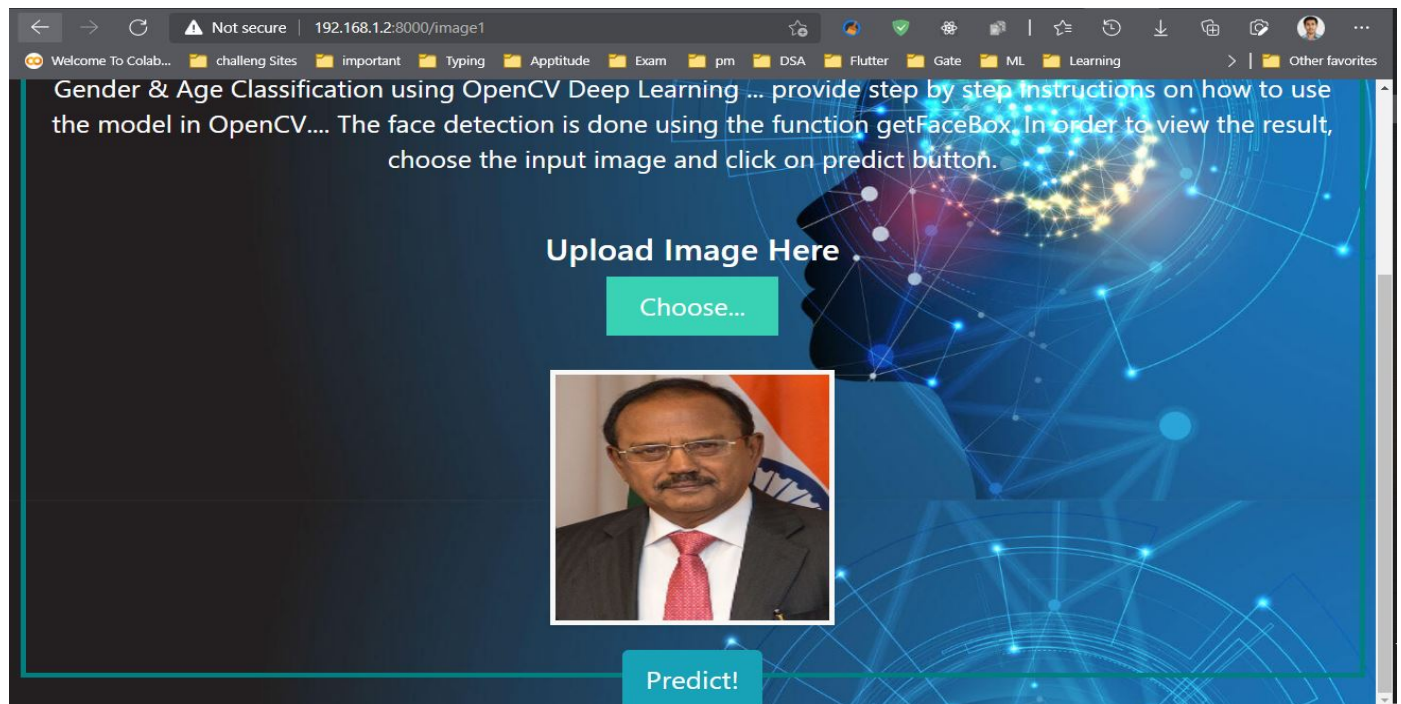 Not secure 192.168.1.2:8000/image1
Welcome To Colab... challeng Sites important Typing Apptitude Exam pm DSA Flutter Gate ML Learning Other favorites
Gender & Age Classification using OpenCV Deep Learning ... provide step by step Instructions on how to use
the model in OpenCV.... The face detection is done using the function getFaceBox. In order to view the result,
choose the input image and click on predict button.
Upload Image Here
Choose...
Predict!